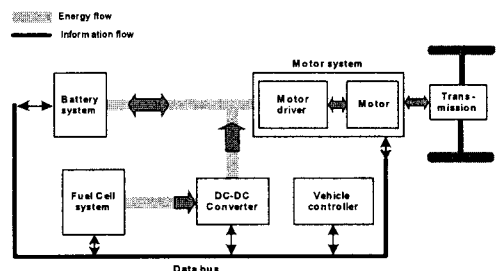 Energy flow
Information flow
Motor system
Battery
system
Motor
driver
Motor
Trans-
mission
Fuel Cell
system
DC-DC
Converter
Vehicle
controller
Data bus